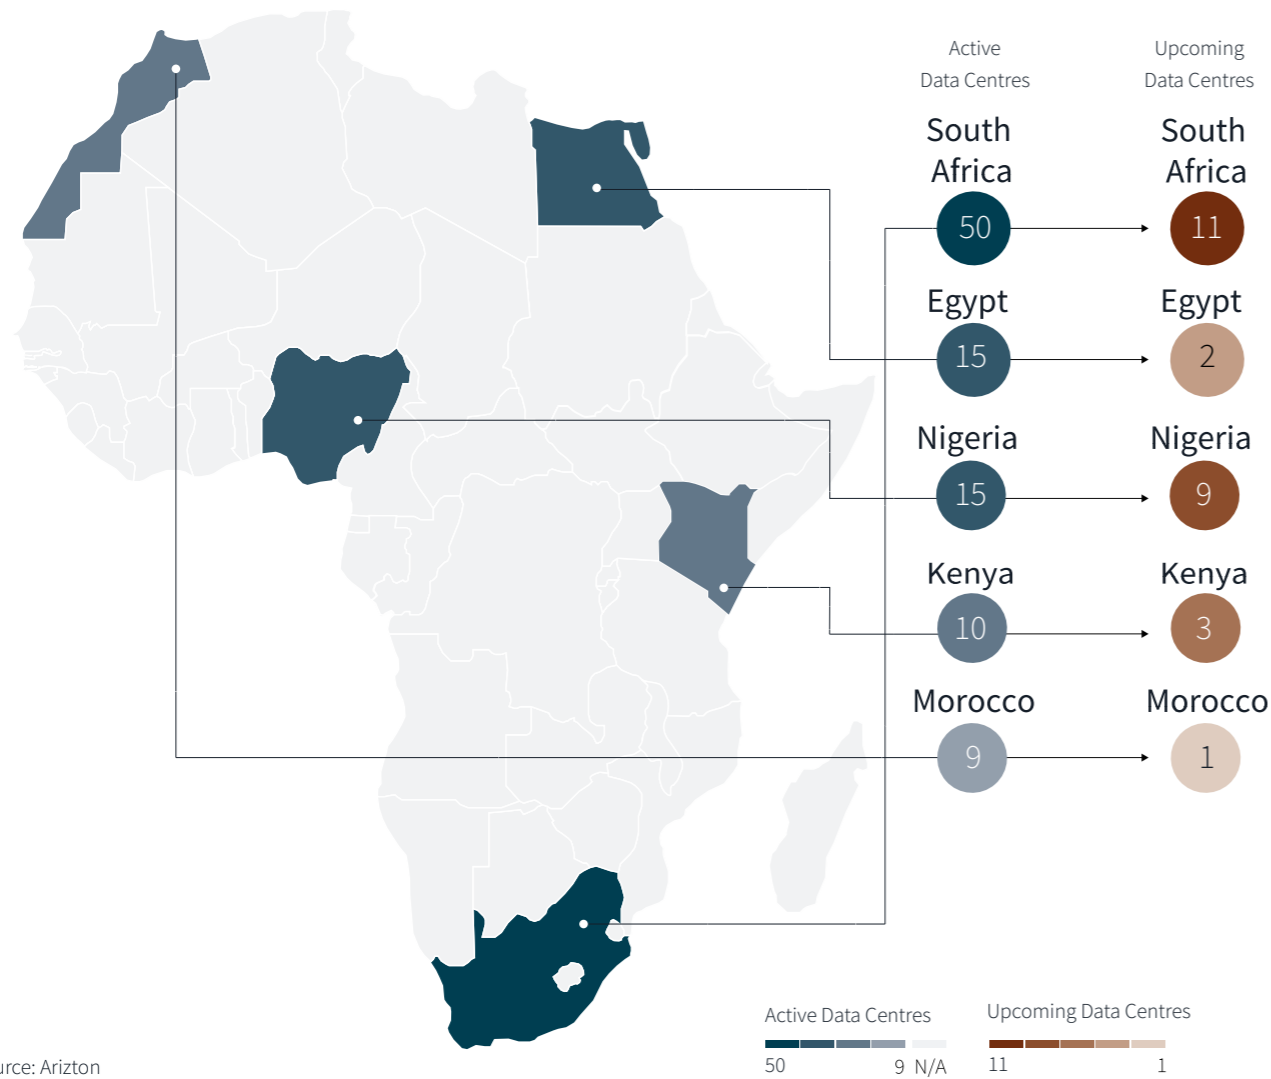 Active
Data Centres
Upcoming
Data Centres
South
Africa
50
South
Africa
11
Egypt
15
Egypt
2
Nigeria
15
Nigeria
9
Kenya
10
Kenya
3
Morocco
9
Morocco
1
Active Data Centres
50 9 N/A
Upcoming Data Centres
11 1
urce: Arizton